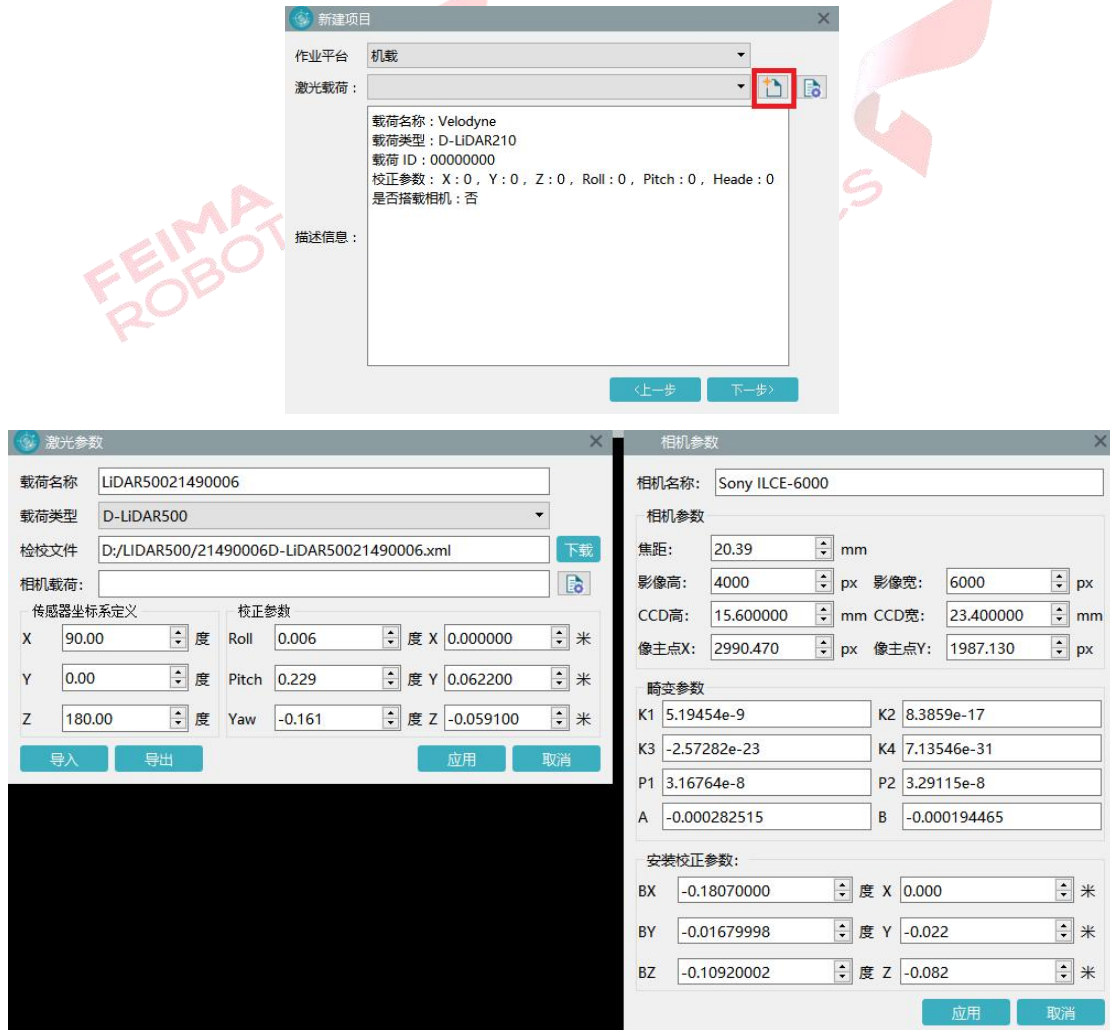 新建项目
作业平台 机载
激光载荷：
载荷名称：Velodyne
载荷类型：D-LiDAR210
载荷 ID：00000000
校正参数： X：0， Y：0， Z：0， Roll：0， Pitch：0， Heade：0
是否搭载相机：否
描述信息：
<上一步 下一步>
FEIMA
ROBOTICS
激光参数
载荷名称 LiDAR50021490006
载荷类型 D-LiDAR500
检校文件 D:/LIDAR500/21490006D-LiDAR50021490006.xml 下载
相机载荷:
传感器坐标系定义 校正参数
X 90.00 度 Roll 0.006 度 X 0.000000 米
Y 0.00 度 Pitch 0.229 度 Y 0.062200 米
Z 180.00 度 Yaw -0.161 度 Z -0.059100 米
导入 导出 应用 取消
相机参数
相机名称: Sony ILCE-6000
相机参数
焦距: 20.39 mm
影像高: 4000 px 影像宽: 6000 px
CCD高: 15.600000 mm CCD宽: 23.400000 mm
像主点X: 2990.470 px 像主点Y: 1987.130 px
畸变参数
K1 5.19454e-9 K2 8.3859e-17
K3 -2.57282e-23 K4 7.13546e-31
P1 3.16764e-8 P2 3.29115e-8
A -0.000282515 B -0.000194465
安装校正参数:
BX -0.18070000 度 X 0.000 米
BY -0.01679998 度 Y -0.022 米
BZ -0.10920002 度 Z -0.082 米
应用 取消